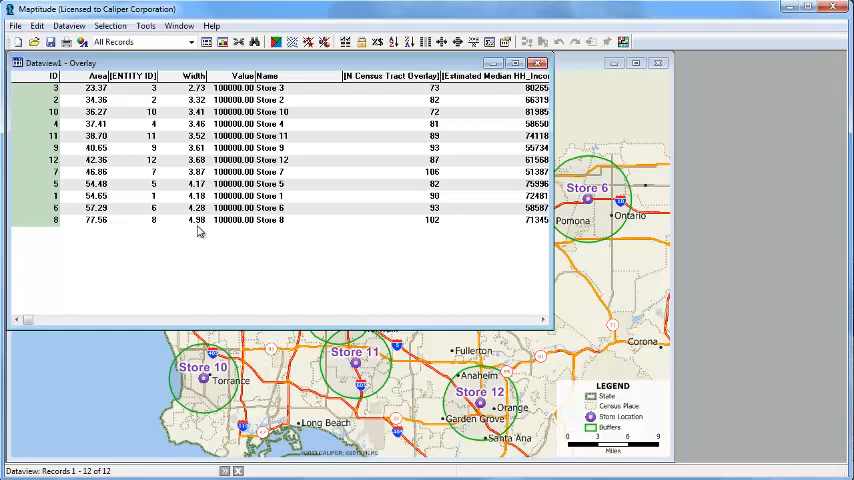 Maptitude (Licensed to Caliper Corporation)
File Edit Dataview Selection Tools Window Help
All Records
Dataview1 - Overlay
ID Area [ENTITY ID] Width Value Name [N Census Tract Overlay] [Estimated Median HH_Incom
3 23.37 3 2.73 100000.00 Store 3 73 80265
2 34.36 2 3.32 100000.00 Store 2 82 66319
10 36.27 10 3.41 100000.00 Store 10 72 81985
4 37.41 4 3.46 100000.00 Store 4 81 58650
11 38.70 11 3.52 100000.00 Store 11 89 74118
9 40.65 9 3.61 100000.00 Store 9 93 55734
12 42.36 12 3.68 100000.00 Store 12 87 61568
7 46.86 7 3.87 100000.00 Store 7 106 51387
5 54.48 5 4.17 100000.00 Store 5 82 75996
1 54.65 1 4.18 100000.00 Store 1 90 72481
6 57.29 6 4.28 100000.00 Store 6 93 58587
8 77.56 8 4.98 100000.00 Store 8 102 71345
Store 6
10
Pomona
Ontario
71
Corona
Store 10
Torrance
Store 11
Fullerton
Anaheim
Store 12
Orange
Garden Grove
Santa Ana
Long Beach
LEGEND
State
Census Place
Store Location
Buffers
0 3 6 9
Miles
Dataview: Records 1 - 12 of 12